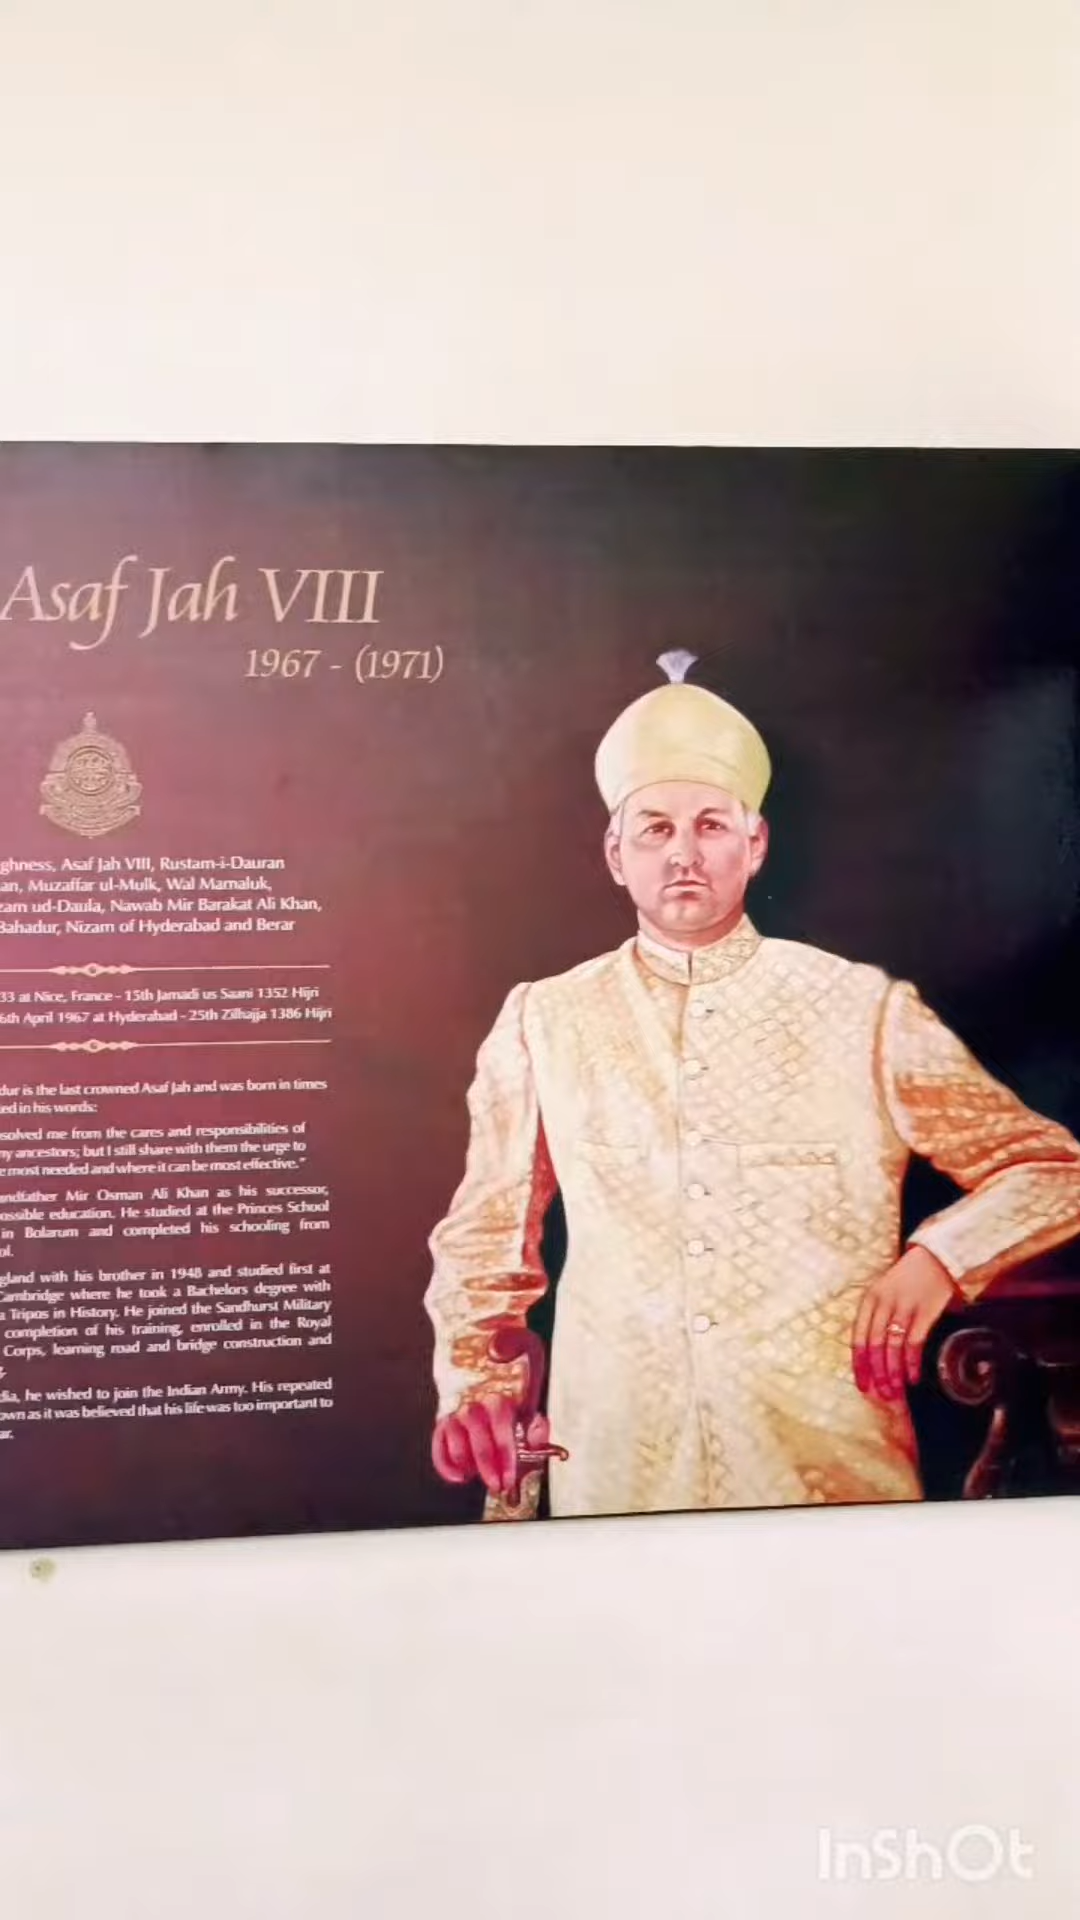 Asaf Jah VIII
1967 - (1971)
ghness, Asaf Jah VIII, Rustam-i-Dauran
an, Muzaffar ul-Mulk, Wal Mamaluk,
zam ud-Daula, Nawab Mir Barakat Ali Khan,
Bahadur, Nizam of Hyderabad and Berar
33 at Nice, France - 15th Jamadi us Saani 1352 Hijri
6th April 1967 at Hyderabad - 25th Zilhajja 1386 Hijri
dur is the last crowned Asaf Jah and was born in times
ed in his words:
solved me from the cares and responsibilities of
my ancestors; but I still share with them the urge to
e most needed and where it can be most effective."
andfather Mir Osman Ali Khan as his successor,
ossible education. He studied at the Princes School
in Bolarum and completed his schooling from
ol.
gland with his brother in 1948 and studied first at
Cambridge where he took a Bachelors degree with
a Tripos in History. He joined the Sandhurst Military
completion of his training, enrolled in the Royal
Corps, learning road and bridge construction and
g.
dia, he wished to join the Indian Army. His repeated
own as it was believed that his life was too important to
ar.
InShOt